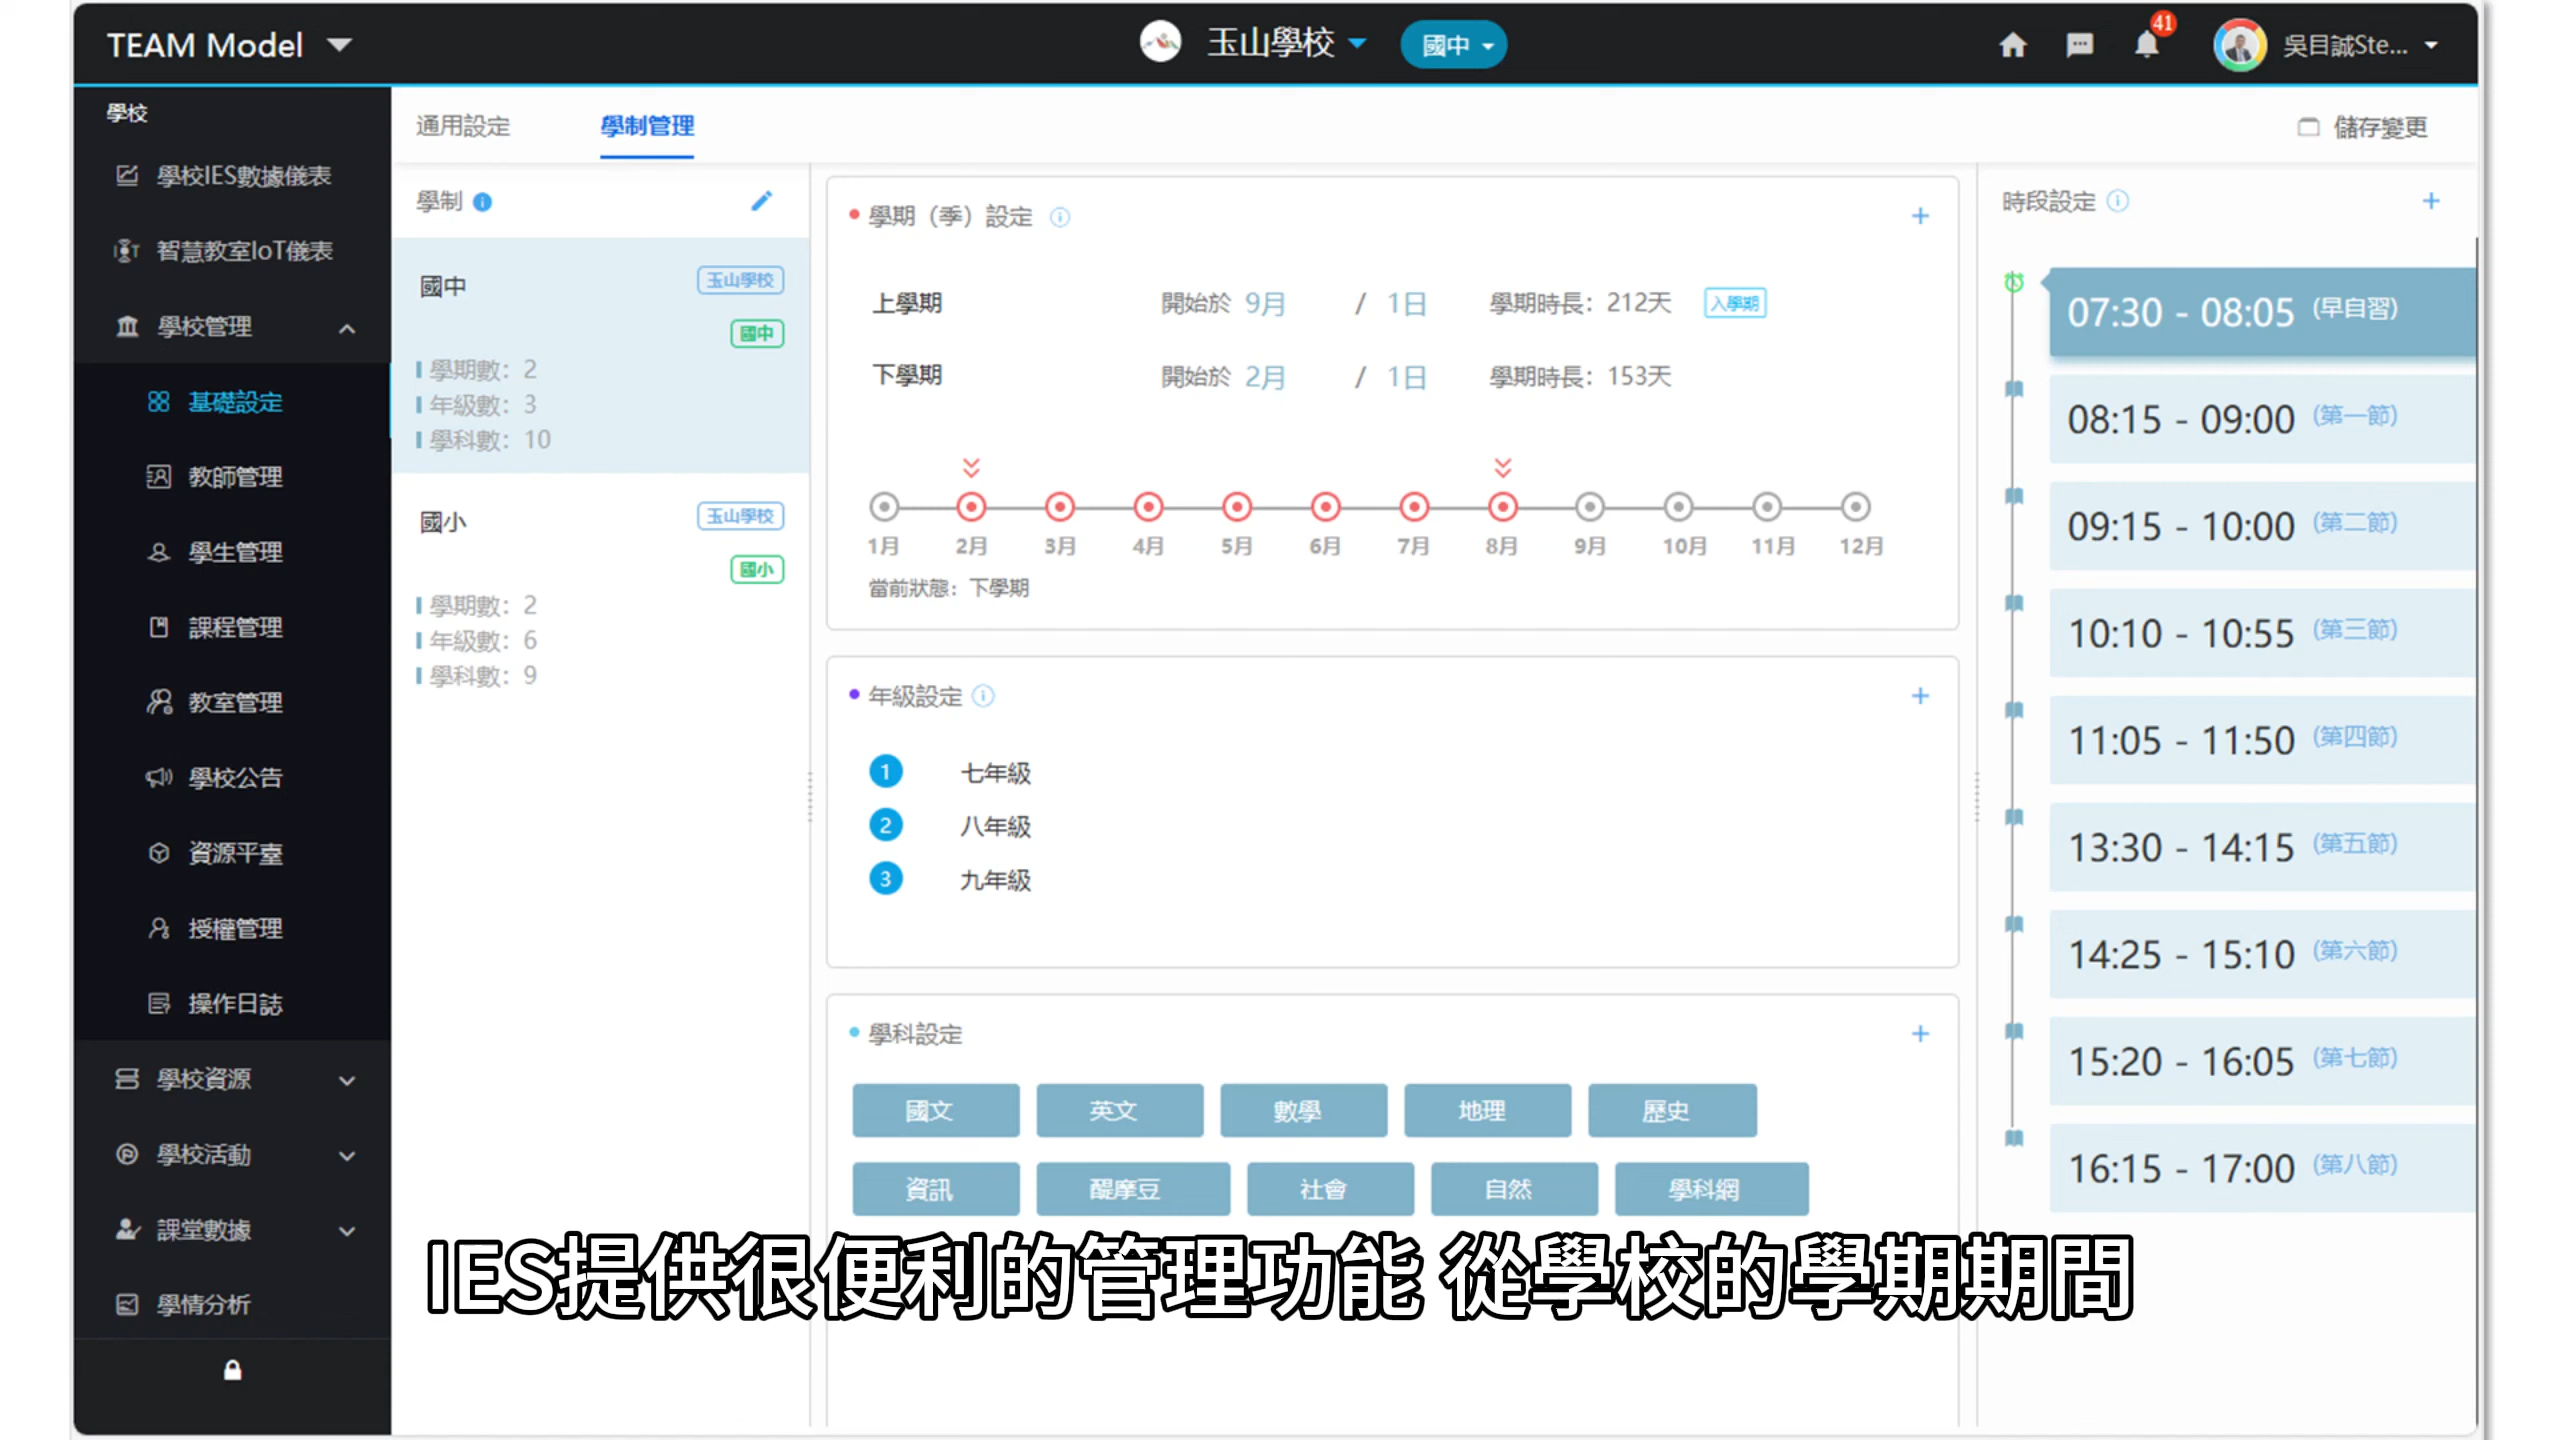 TEAM Model
玉山學校
國中
41
吳目誠Ste...
學校
學校IES數據儀表
智慧教室IoT儀表
學校管理
基礎設定
教師管理
學生管理
課程管理
教室管理
學校公告
資源平臺
授權管理
操作日誌
學校資源
學校活動
課堂數據
學情分析
通用設定
學制管理
儲存變更
學制
國中
玉山學校
國中
學期數：2
年級數：3
學科數：10
國小
玉山學校
國小
學期數：2
年級數：6
學科數：9
學期（季）設定
上學期 開始於 9月 / 1日 學期時長：212天 入學期
下學期 開始於 2月 / 1日 學期時長：153天
1月 2月 3月 4月 5月 6月 7月 8月 9月 10月 11月 12月
當前狀態：下學期
年級設定
1 七年級
2 八年級
3 九年級
學科設定
國文 英文 數學 地理 歷史
資訊 醍摩豆 社會 自然 學科網
時段設定
07:30 - 08:05 (早自習)
08:15 - 09:00 (第一節)
09:15 - 10:00 (第二節)
10:10 - 10:55 (第三節)
11:05 - 11:50 (第四節)
13:30 - 14:15 (第五節)
14:25 - 15:10 (第六節)
15:20 - 16:05 (第七節)
16:15 - 17:00 (第八節)
IES提供很便利的管理功能 從學校的學期期間